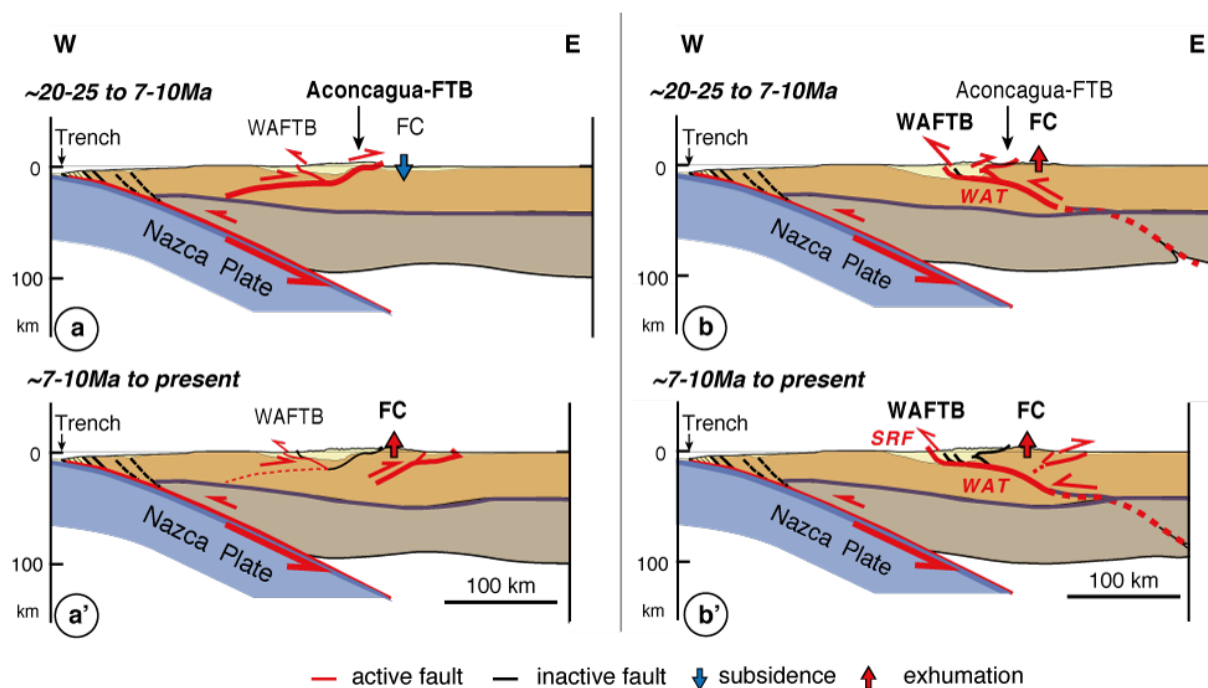 W E
~20-25 to 7-10Ma
Aconcagua-FTB
Trench WAFTB FC
0
Nazca Plate
100
km
a
~7-10Ma to present
Trench WAFTB FC
0
Nazca Plate
100
100 km
km
a’
W E
~20-25 to 7-10Ma
Aconcagua-FTB
Trench WAFTB FC
0
WAT
Nazca Plate
100
km
b
~7-10Ma to present
Trench WAFTB FC
SRF
0
WAT
Nazca Plate
100
100 km
km
b’
active fault inactive fault subsidence exhumation